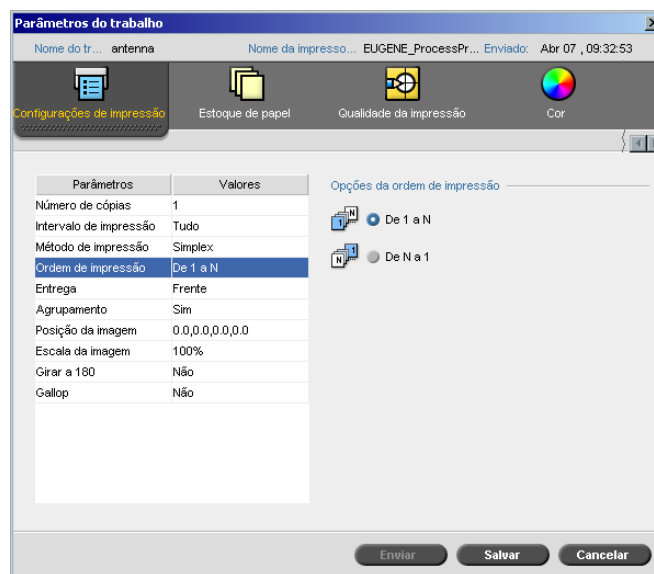 Parâmetros do trabalho
Nome do tr... antenna Nome da impresso... EUGENE_ProcessPr... Enviado: Abr 07 , 09:32:53
Configurações de impressão Estoque de papel Qualidade da impressão Cor
Parâmetros Valores Opções da ordem de impressão
Número de cópias 1
Intervalo de impressão Tudo
Método de impressão Simplex
Ordem de impressão De 1 a N
Entrega Frente
Agrupamento Sim
Posição da imagem 0.0,0.0,0.0,0.0
Escala da imagem 100%
Girar a 180 Não
Gallop Não
1 N De 1 a N
N 1 De N a 1
Enviar Salvar Cancelar